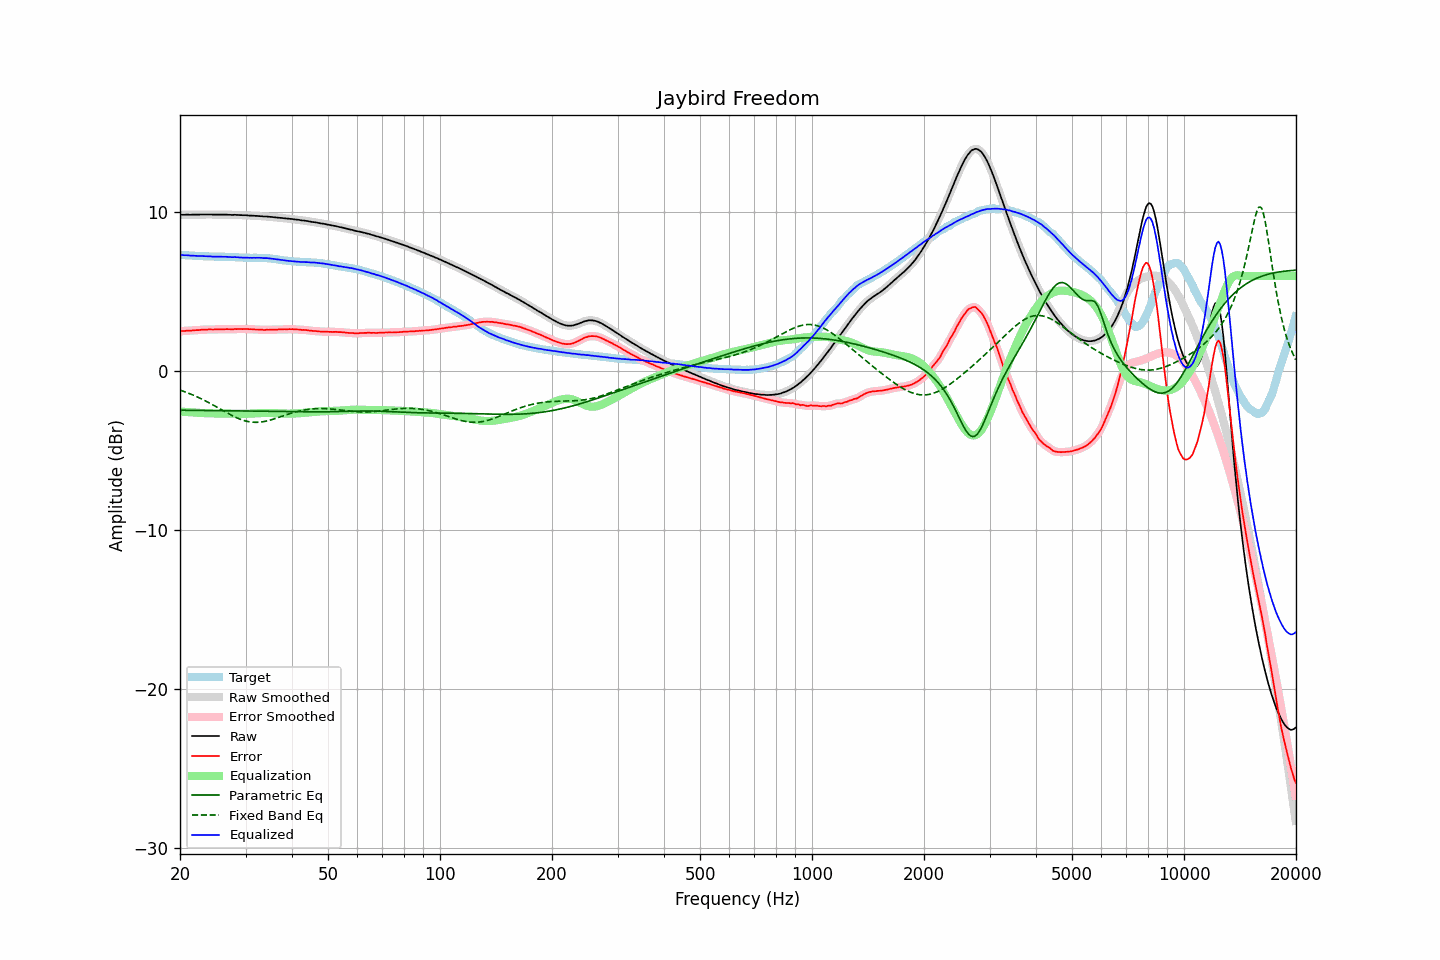 Jaybird Freedom
10
0
−10
−20
−30
Amplitude (dBr)
Target
Raw Smoothed
Error Smoothed
Raw
Error
Equalization
Parametric Eq
Fixed Band Eq
Equalized
20 50 100 200 500 1000 2000 5000 10000 20000
Frequency (Hz)